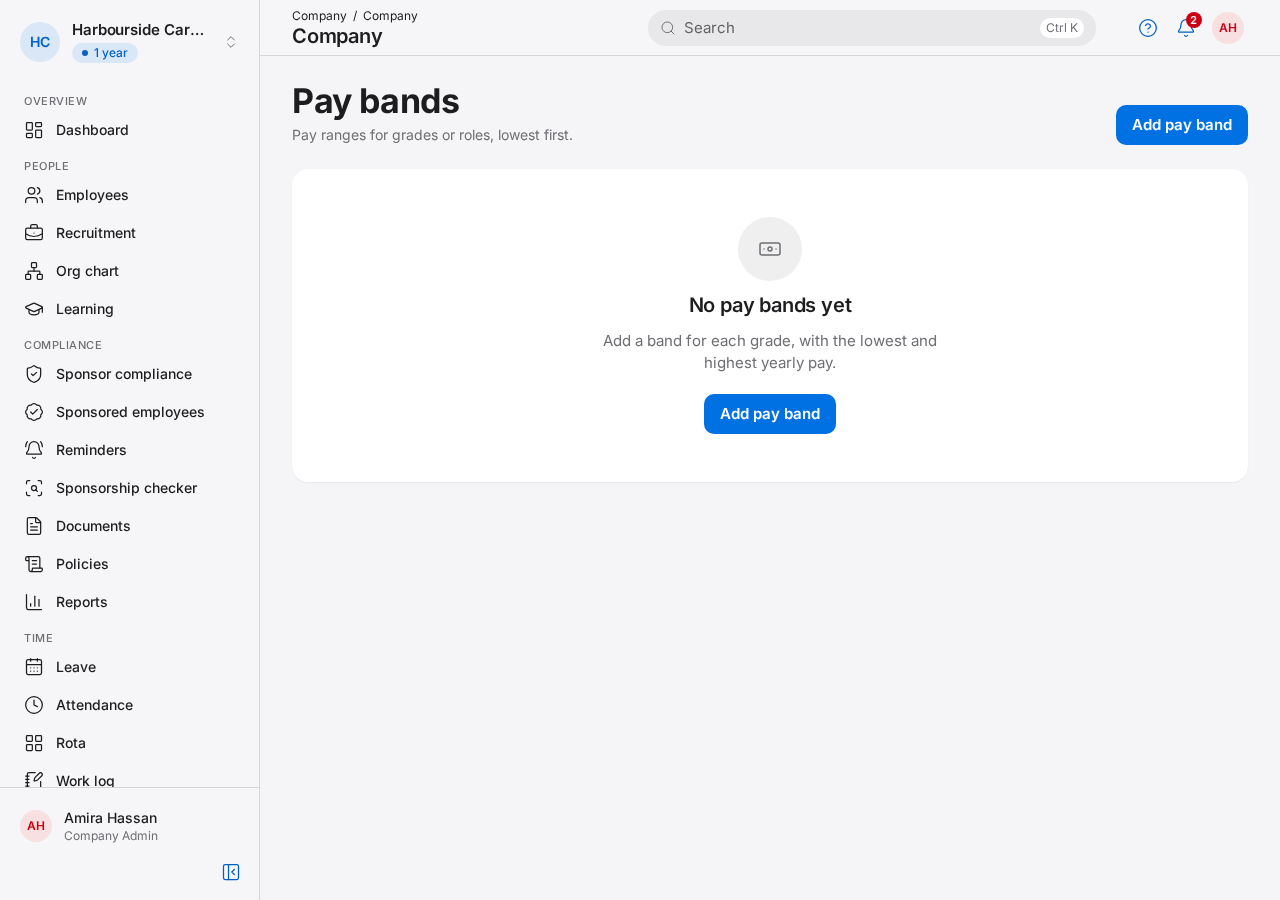 HC
Harbourside Car...
1 year
OVERVIEW
Dashboard
PEOPLE
Employees
Recruitment
Org chart
Learning
COMPLIANCE
Sponsor compliance
Sponsored employees
Reminders
Sponsorship checker
Documents
Policies
Reports
TIME
Leave
Attendance
Rota
Work log
AH
Amira Hassan
Company Admin
Company / Company
Company
Search
Ctrl K
2
AH
Pay bands
Pay ranges for grades or roles, lowest first.
Add pay band
No pay bands yet
Add a band for each grade, with the lowest and
highest yearly pay.
Add pay band